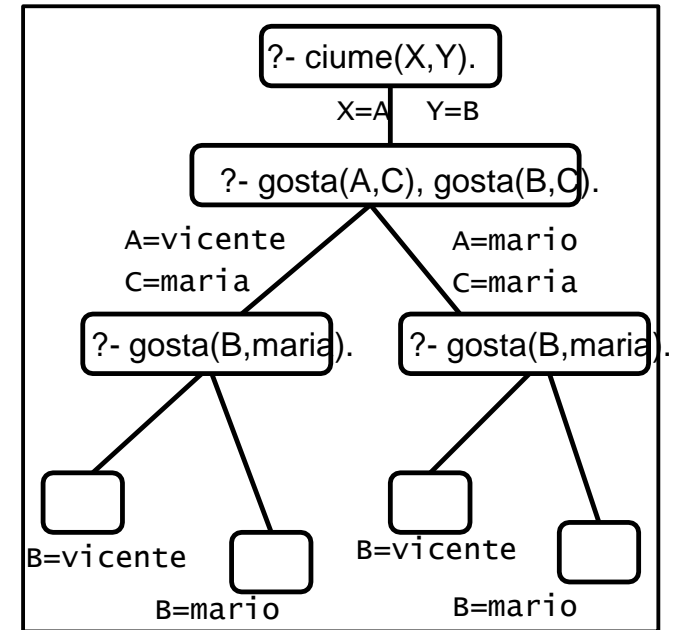 ?- ciume(X,Y).
X=A Y=B
?- gosta(A,C), gosta(B,C).
A=vicente
C=maria
A=mario
C=maria
?- gosta(B,maria).
?- gosta(B,maria).
B=vicente
B=mario
B=vicente
B=mario